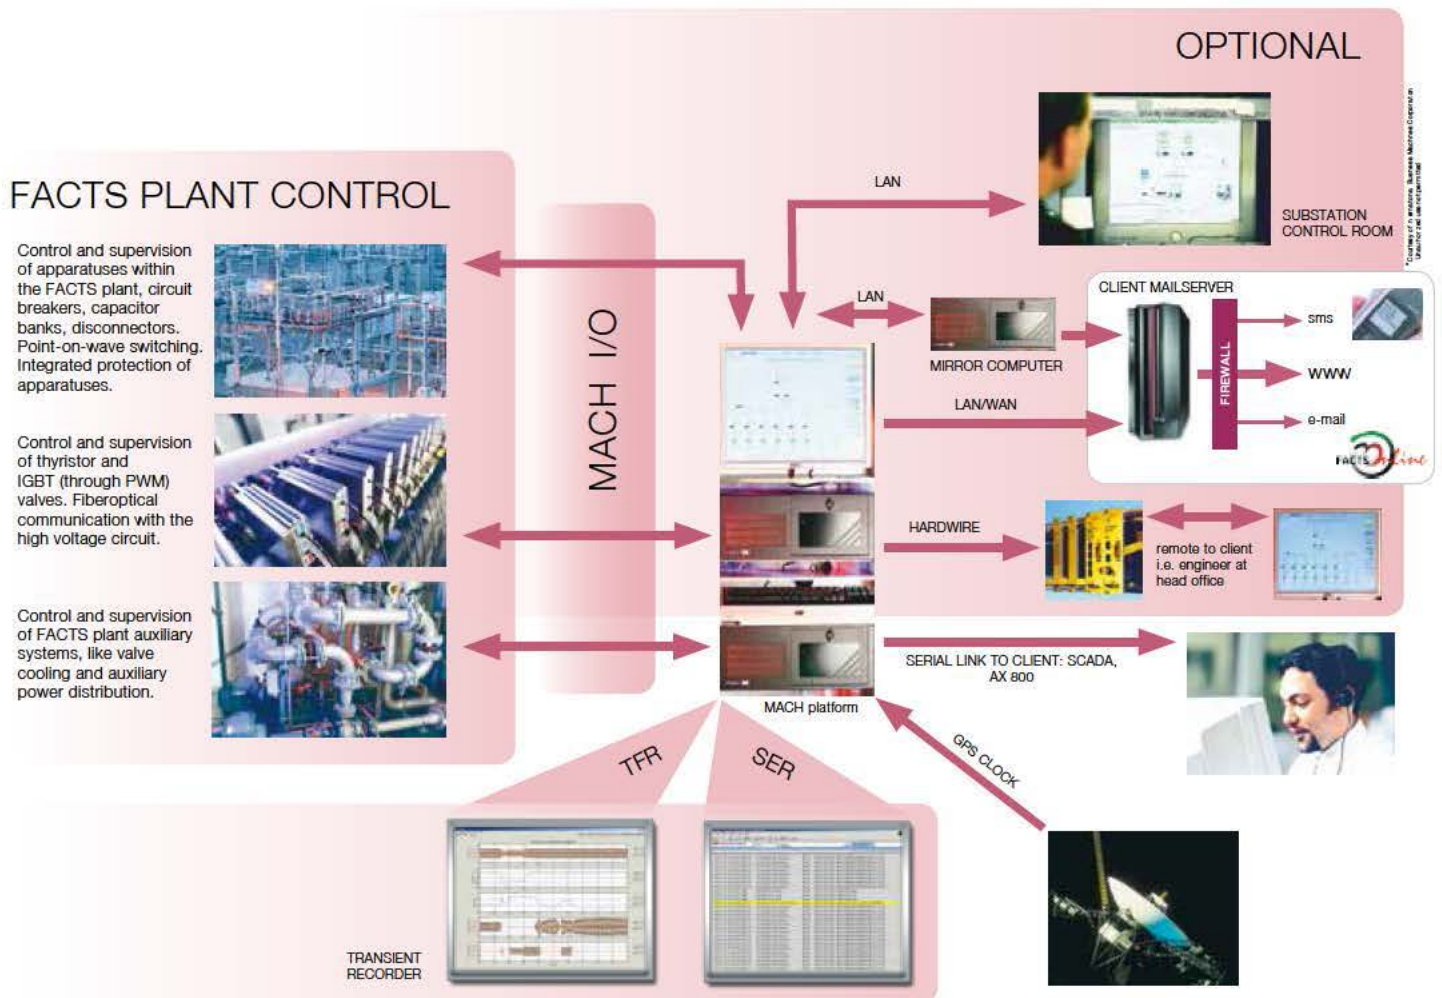 OPTIONAL
LAN
SUBSTATION
CONTROL ROOM
FACTS PLANT CONTROL
Control and supervision
of apparatuses within
the FACTS plant, circuit
breakers, capacitor
banks, disconnectors.
Point-on-wave switching.
Integrated protection of
apparatuses.
Control and supervision
of thyristor and
IGBT (through PWM)
valves. Fiberoptical
communication with the
high voltage circuit.
Control and supervision
of FACTS plant auxiliary
systems, like valve
cooling and auxiliary
power distribution.
MACH I/O
LAN
MIRROR COMPUTER
LAN/WAN
CLIENT MAILSERVER
FIREWALL
sms
WWW
e-mail
FACTS
OnLine
HARDWIRE
remote to client
i.e. engineer at
head office
SERIAL LINK TO CLIENT: SCADA,
AX 800
MACH platform
GPS CLOCK
TFR
SER
TRANSIENT
RECORDER